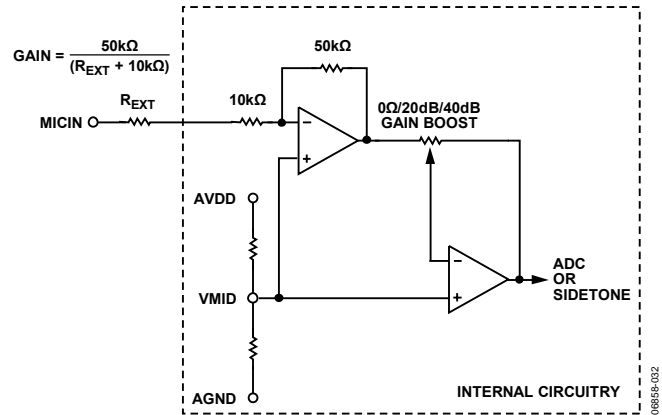 GAIN = 50kΩ
(REXT + 10kΩ)
50kΩ
REXT
10kΩ
MICIN
0Ω/20dB/40dB
GAIN BOOST
−
+
AVDD
VMID
−
+
ADC
OR
SIDETONE
AGND
INTERNAL CIRCUITRY
06858-032